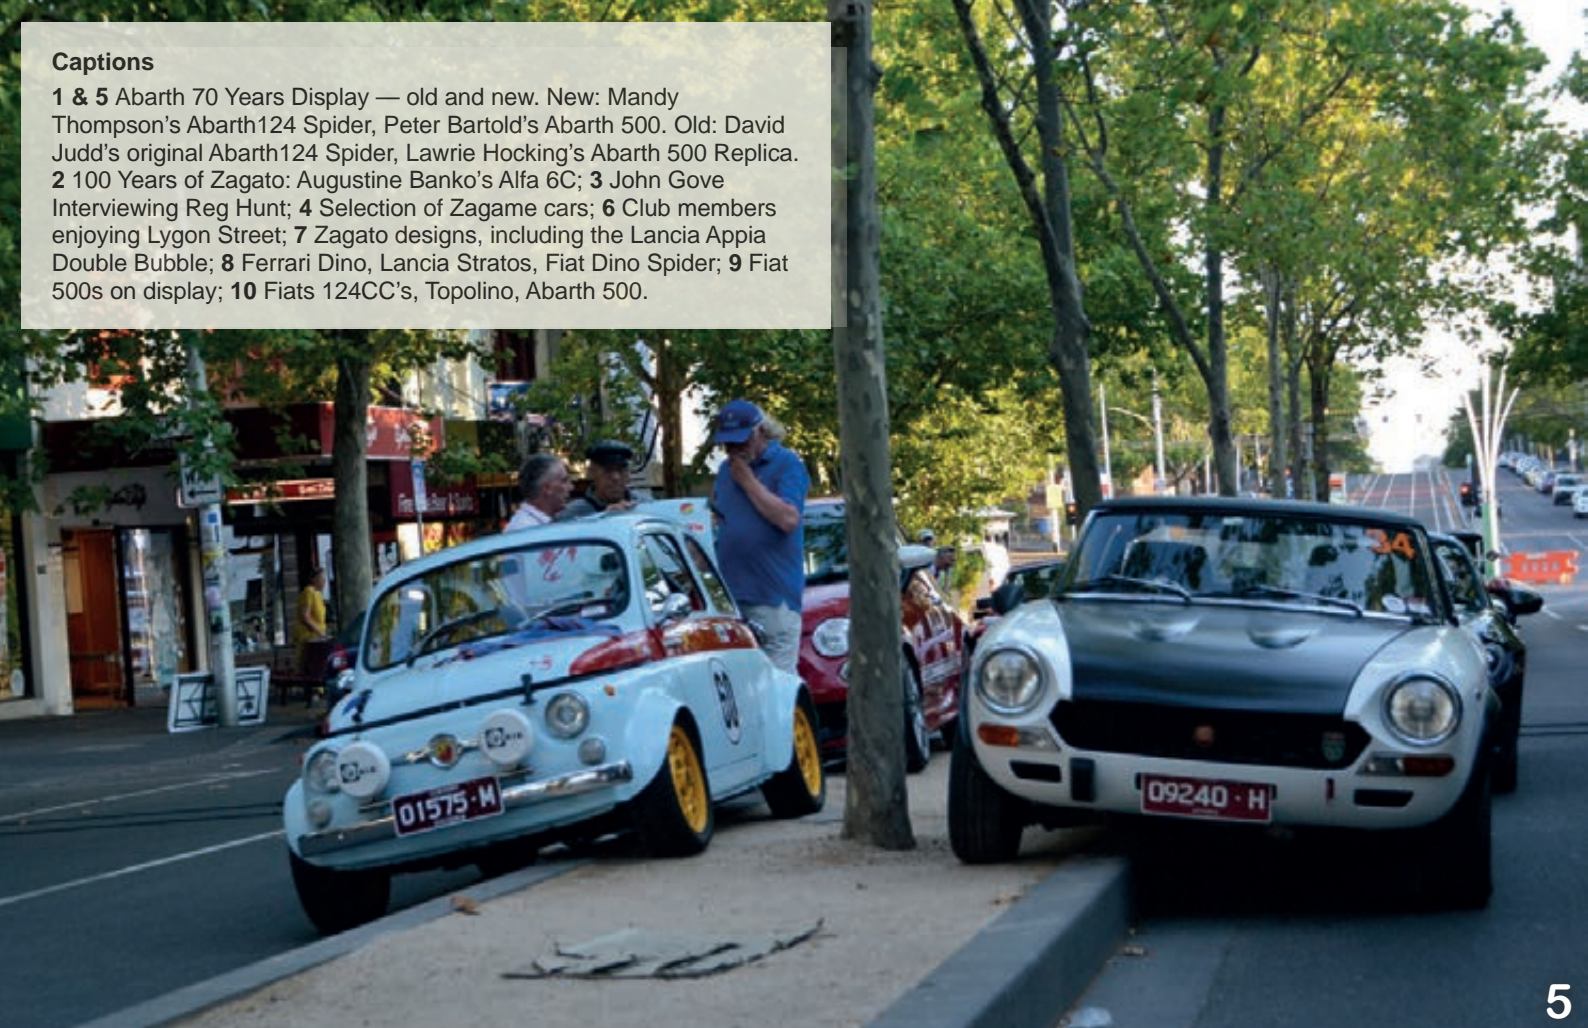 Captions
1 & 5 Abarth 70 Years Display — old and new. New: Mandy
Thompson's Abarth124 Spider, Peter Bartold's Abarth 500. Old: David
Judd's original Abarth124 Spider, Lawrie Hocking's Abarth 500 Replica.
2 100 Years of Zagato: Augustine Banko's Alfa 6C; 3 John Gove
Interviewing Reg Hunt; 4 Selection of Zagame cars; 6 Club members
enjoying Lygon Street; 7 Zagato designs, including the Lancia Appia
Double Bubble; 8 Ferrari Dino, Lancia Stratos, Fiat Dino Spider; 9 Fiat
500s on display; 10 Fiats 124CC's, Topolino, Abarth 500.
34
60
01575·M
09240·H
5